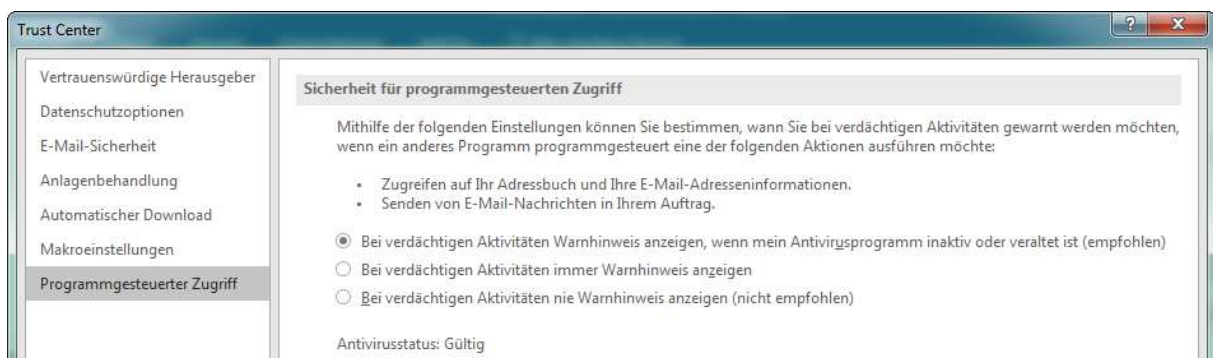 Trust Center
?
X
Vertrauenswürdige Herausgeber
Datenschutzoptionen
E-Mail-Sicherheit
Anlagenbehandlung
Automatischer Download
Makroeinstellungen
Programmgesteuerter Zugriff
Sicherheit für programmgesteuerten Zugriff
Mithilfe der folgenden Einstellungen können Sie bestimmen, wann Sie bei verdächtigen Aktivitäten gewarnt werden möchten,
wenn ein anderes Programm programmgesteuert eine der folgenden Aktionen ausführen möchte:
• Zugreifen auf Ihr Adressbuch und Ihre E-Mail-Adresseninformationen.
• Senden von E-Mail-Nachrichten in Ihrem Auftrag.
Bei verdächtigen Aktivitäten Warnhinweis anzeigen, wenn mein Antivirusprogramm inaktiv oder veraltet ist (empfohlen)
Bei verdächtigen Aktivitäten immer Warnhinweis anzeigen
Bei verdächtigen Aktivitäten nie Warnhinweis anzeigen (nicht empfohlen)
Antivirusstatus: Gültig